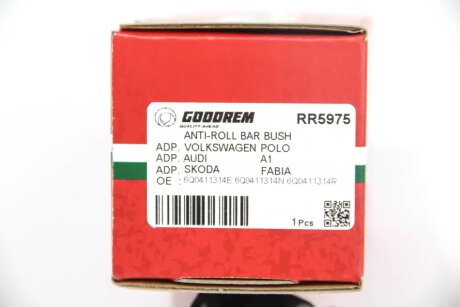 GOODREM RR5975
QUALITY AHEAD
ANTI-ROLL BAR BUSH
ADP. VOLKSWAGEN POLO
ADP. AUDI A1
ADP. SKODA FABIA
OE : 6Q0411314E 6Q0411314N 6Q0411314R
1 Pcs